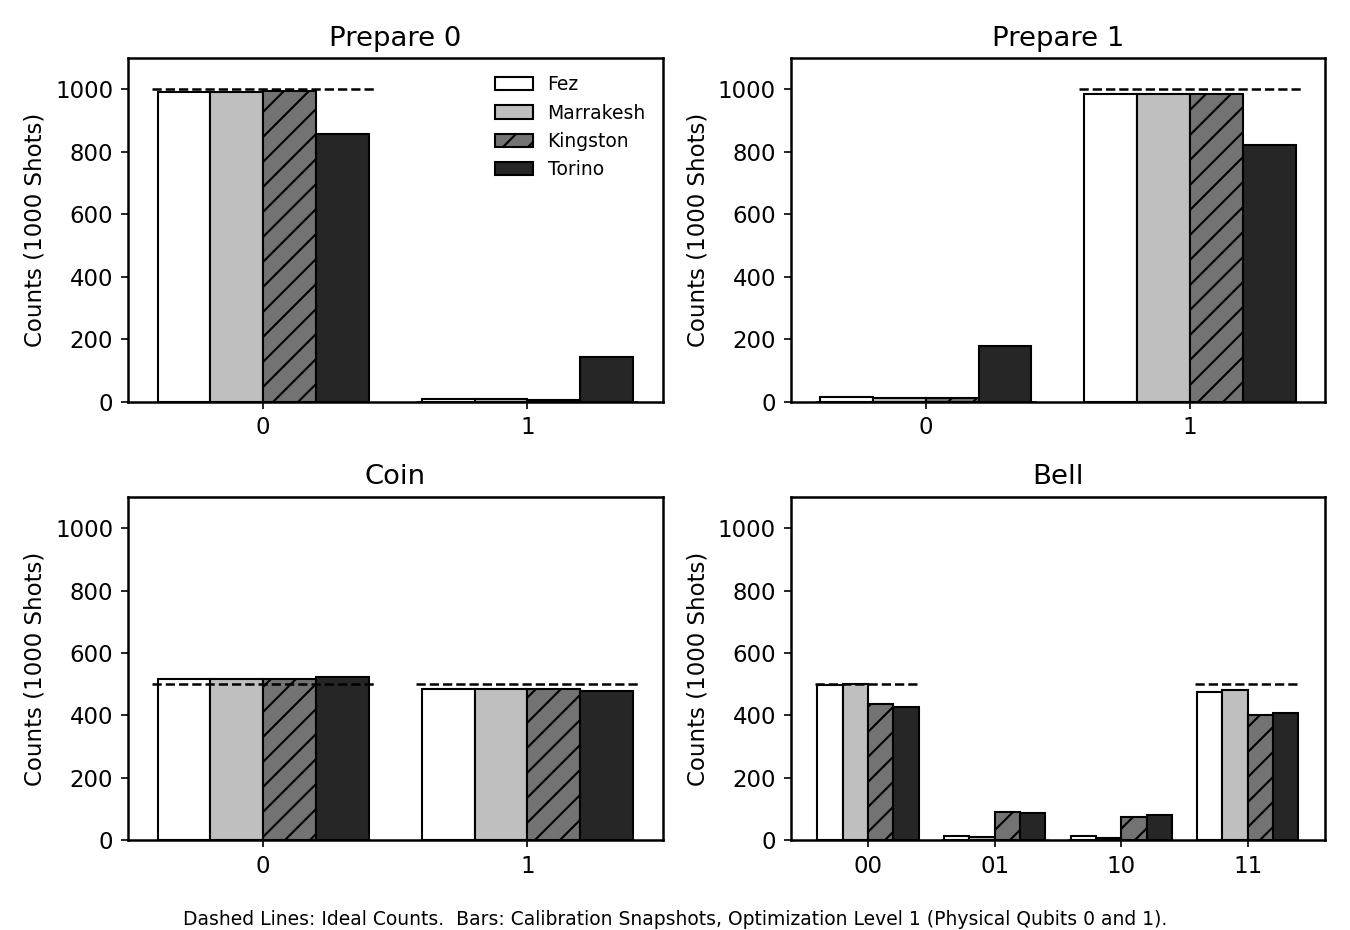 Prepare 0
Counts (1000 Shots)
1000
800
600
400
200
0
0
1
Fez
Marrakesh
Kingston
Torino
Prepare 1
Counts (1000 Shots)
1000
800
600
400
200
0
0
1
Coin
Counts (1000 Shots)
1000
800
600
400
200
0
0
1
Bell
Counts (1000 Shots)
1000
800
600
400
200
0
00
01
10
11
Dashed Lines: Ideal Counts.  Bars: Calibration Snapshots, Optimization Level 1 (Physical Qubits 0 and 1).